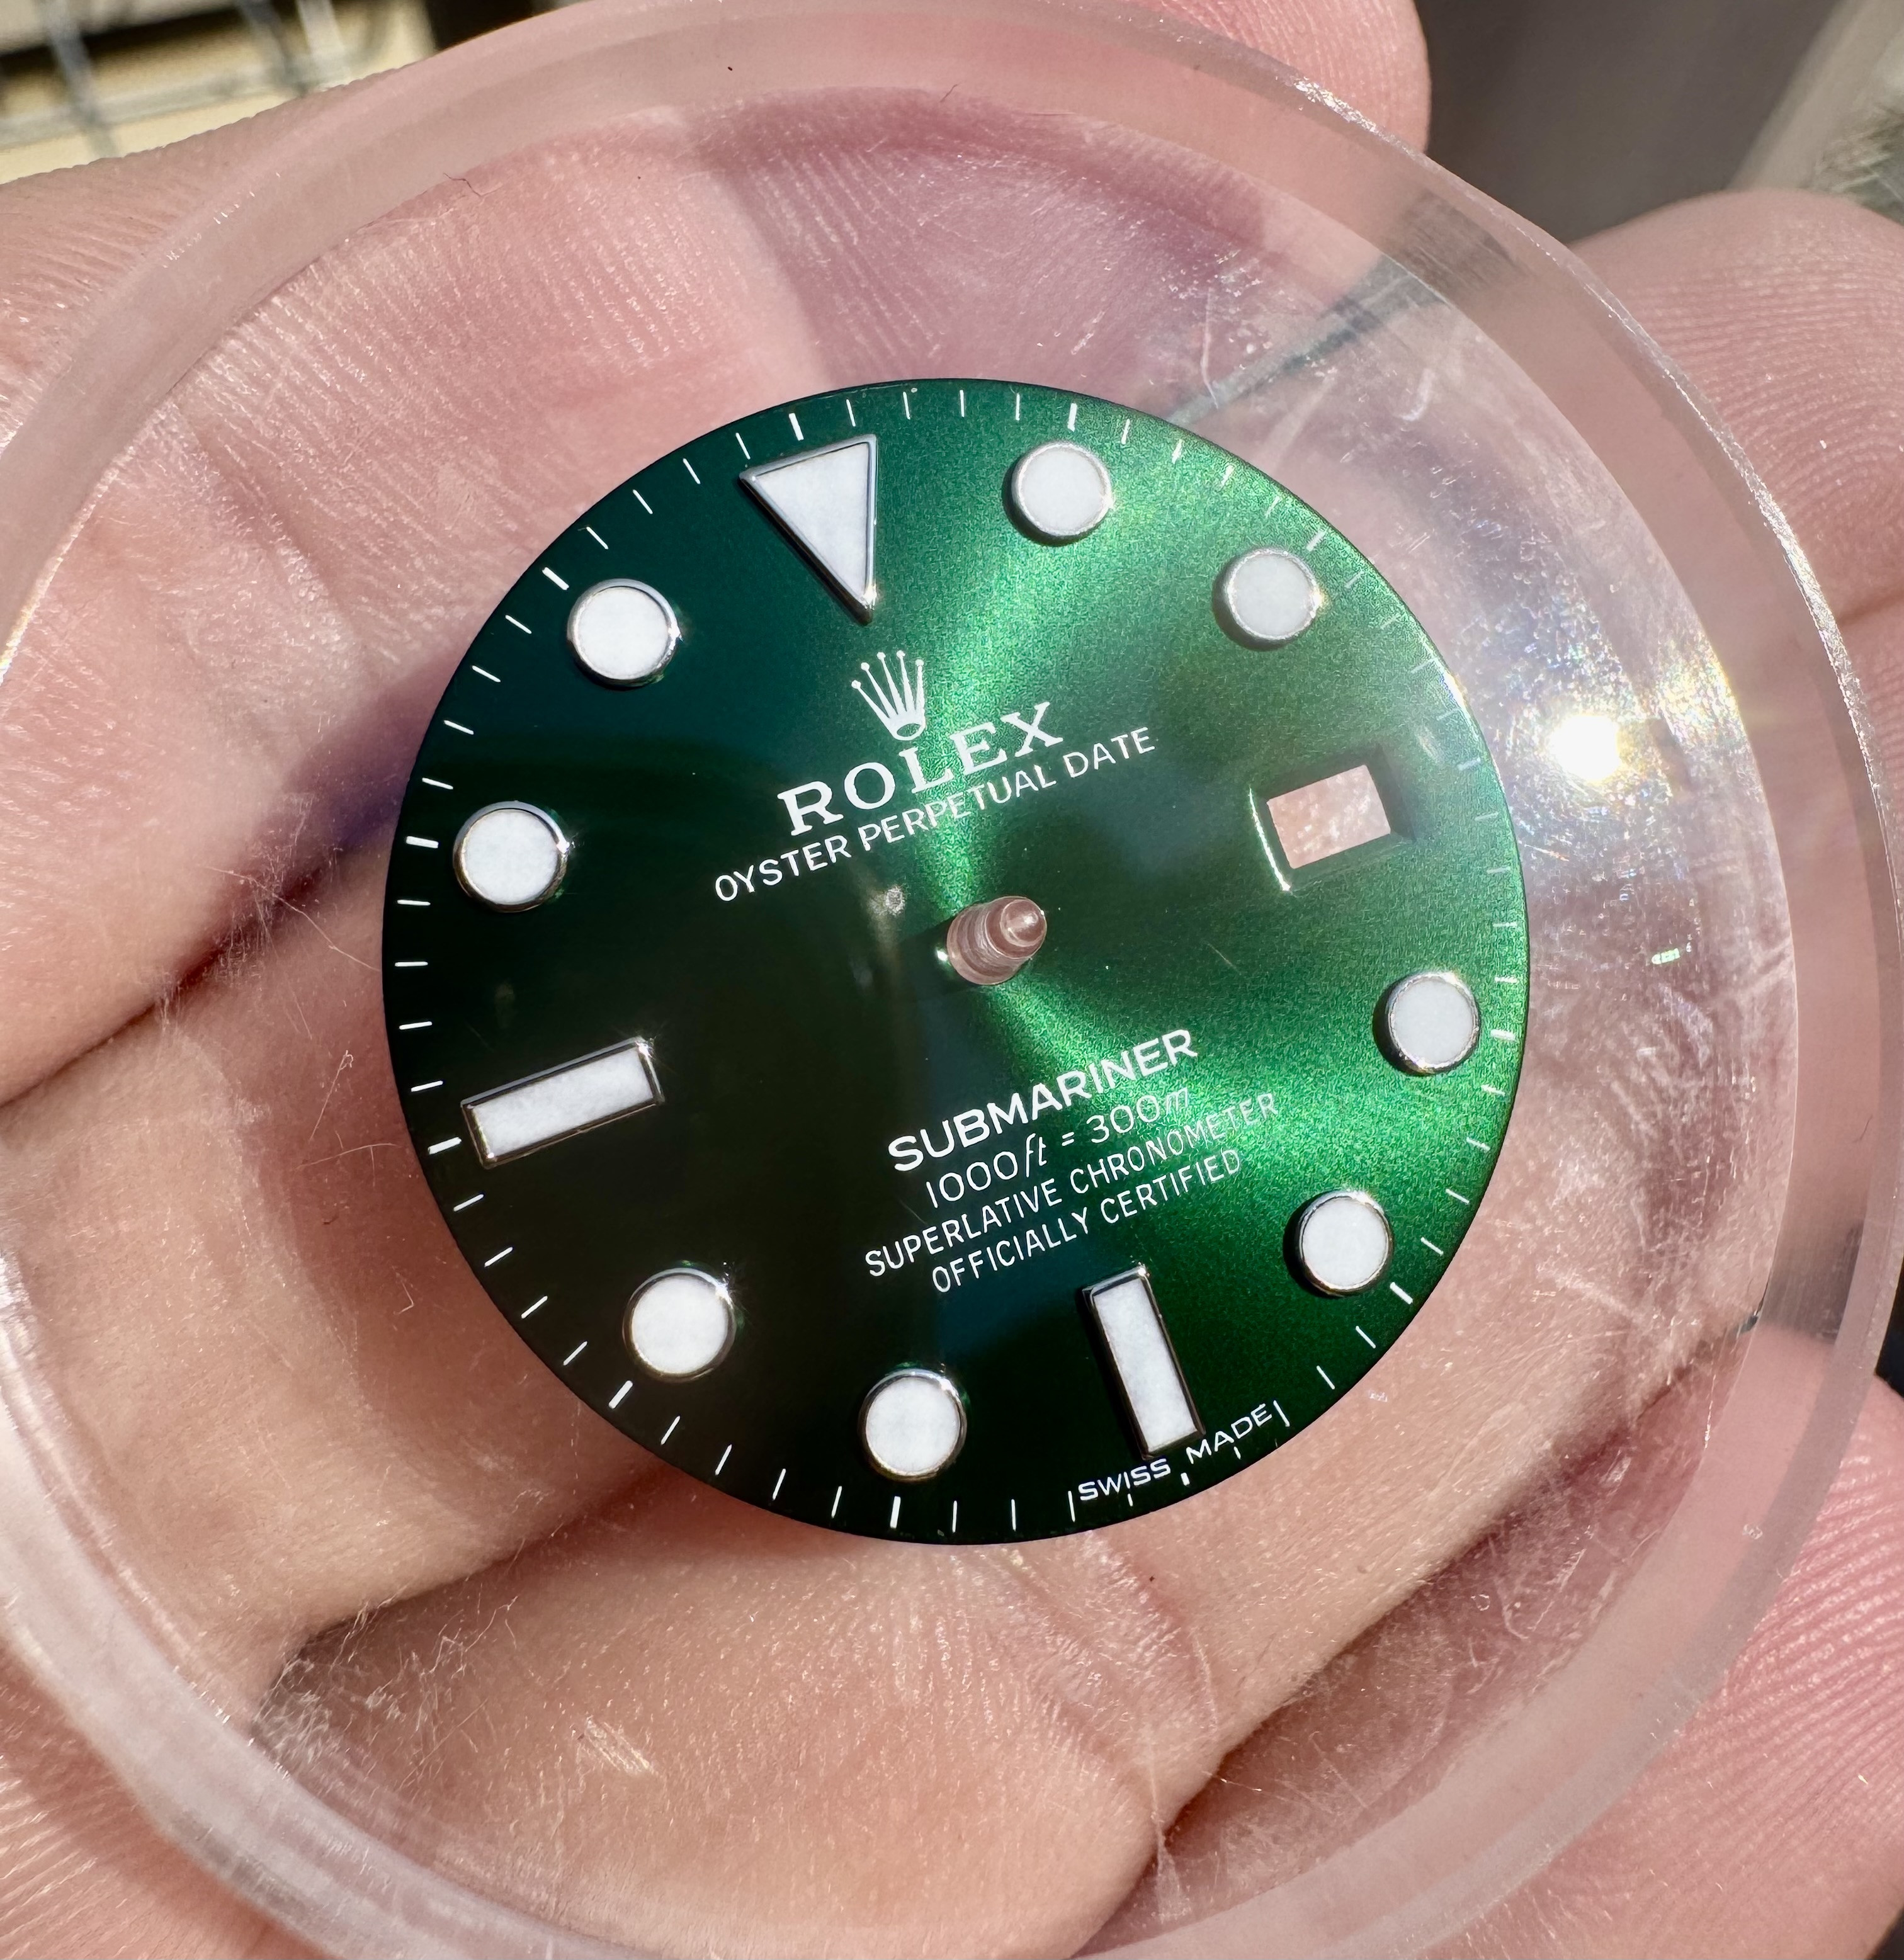 ROLEX
OYSTER PERPETUAL DATE
SUBMARINER
1000ft = 300m
SUPERLATIVE CHRONOMETER
OFFICIALLY CERTIFIED
SWISS MADE